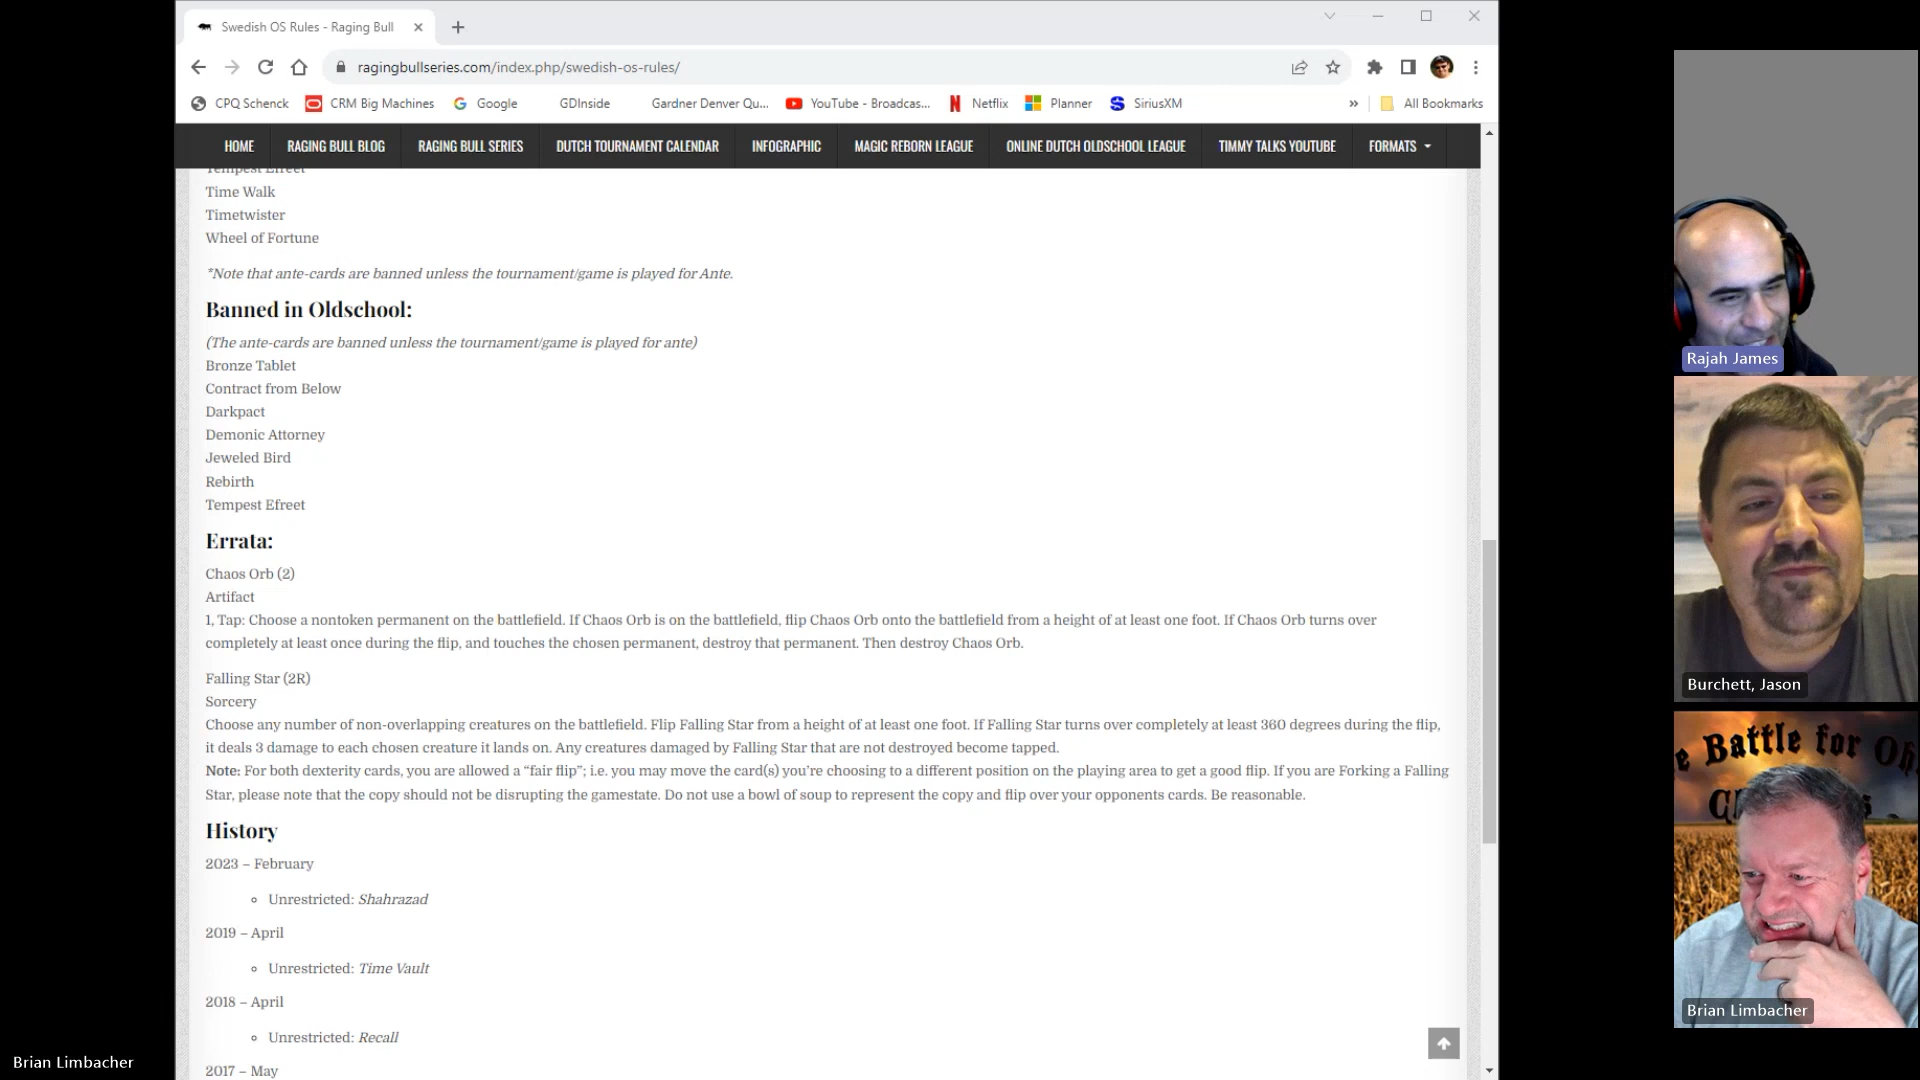 Swedish OS Rules - Raging Bull
ragingbullseries.com/index.php/swedish-os-rules/
CPQ Schenck
CRM Big Machines
Google
GDInside
Gardner Denver Qu...
YouTube - Broadcas...
Netflix
Planner
SiriusXM
»
All Bookmarks
HOME
RAGING BULL BLOG
RAGING BULL SERIES
DUTCH TOURNAMENT CALENDAR
INFOGRAPHIC
MAGIC REBORN LEAGUE
ONLINE DUTCH OLDSCHOOL LEAGUE
TIMMY TALKS YOUTUBE
FORMATS
Tempest Efreet
Time Walk
Timetwister
Wheel of Fortune
*Note that ante-cards are banned unless the tournament/game is played for Ante.
Banned in Oldschool:
(The ante-cards are banned unless the tournament/game is played for ante)
Bronze Tablet
Contract from Below
Darkpact
Demonic Attorney
Jeweled Bird
Rebirth
Tempest Efreet
Errata:
Chaos Orb (2)
Artifact
1, Tap: Choose a nontoken permanent on the battlefield. If Chaos Orb is on the battlefield, flip Chaos Orb onto the battlefield from a height of at least one foot. If Chaos Orb turns over
completely at least once during the flip, and touches the chosen permanent, destroy that permanent. Then destroy Chaos Orb.
Falling Star (2R)
Sorcery
Choose any number of non-overlapping creatures on the battlefield. Flip Falling Star from a height of at least one foot. If Falling Star turns over completely at least 360 degrees during the flip,
it deals 3 damage to each chosen creature it lands on. Any creatures damaged by Falling Star that are not destroyed become tapped.
Note: For both dexterity cards, you are allowed a “fair flip”; i.e. you may move the card(s) you’re choosing to a different position on the playing area to get a good flip. If you are Forking a Falling
Star, please note that the copy should not be disrupting the gamestate. Do not use a bowl of soup to represent the copy and flip over your opponents cards. Be reasonable.
History
2023 – February
Unrestricted: Shahrazad
2019 – April
Unrestricted: Time Vault
2018 – April
Unrestricted: Recall
2017 – May
Rajah James
Burchett, Jason
Battle for
Brian Limbacher
Brian Limbacher